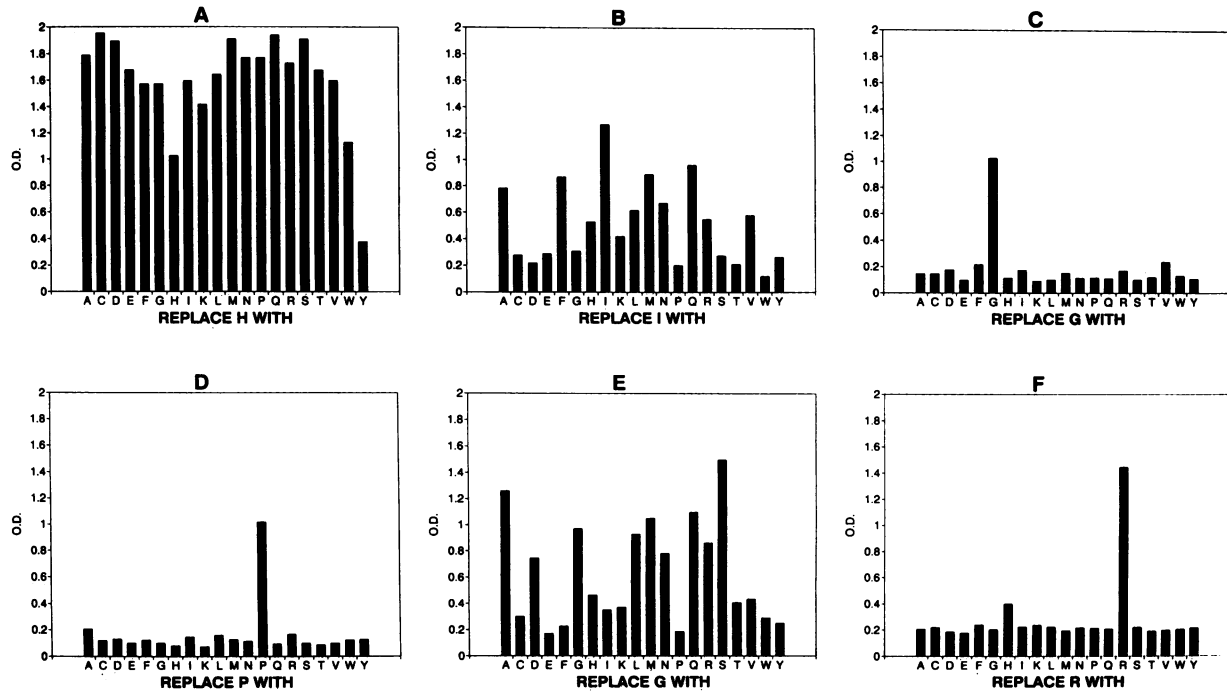 A
B
C
2
1.8
1.6
1.4
1.2
1
0.8
0.6
0.4
0.2
0
O.D.
A C D E F G H I K L M N P Q R S T V W Y
REPLACE H WITH
2
1.8
1.6
1.4
1.2
1
0.8
0.6
0.4
0.2
0
O.D.
A C D E F G H I K L M N P Q R S T V W Y
REPLACE I WITH
2
1.8
1.6
1.4
1.2
1
0.8
0.6
0.4
0.2
0
O.D.
A C D E F G H I K L M N P Q R S T V W Y
REPLACE G WITH
D
E
F
2
1.8
1.6
1.4
1.2
1
0.8
0.6
0.4
0.2
0
O.D.
A C D E F G H I K L M N P Q R S T V W Y
REPLACE P WITH
2
1.8
1.6
1.4
1.2
1
0.8
0.6
0.4
0.2
0
O.D.
A C D E F G H I K L M N P Q R S T V W Y
REPLACE G WITH
2
1.8
1.6
1.4
1.2
1
0.8
0.6
0.4
0.2
0
O.D.
A C D E F G H I K L M N P Q R S T V W Y
REPLACE R WITH